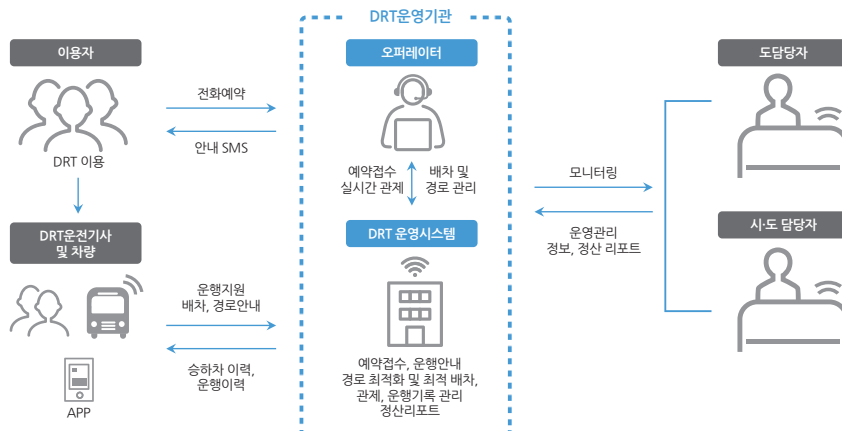 DRT운영기관
이용자
오퍼레이터
도담당자
전화예약
안내 SMS
DRT 이용
예약접수
실시간 관제
배차 및
경로 관리
모니터링
운영관리
정보, 정산 리포트
시·도 담당자
DRT운전기사
및 차량
DRT 운영시스템
운행지원
배차, 경로안내
승하차 이력,
운행이력
APP
예약접수, 운행안내
경로 최적화 및 최적 배차,
관제, 운행기록 관리
정산리포트